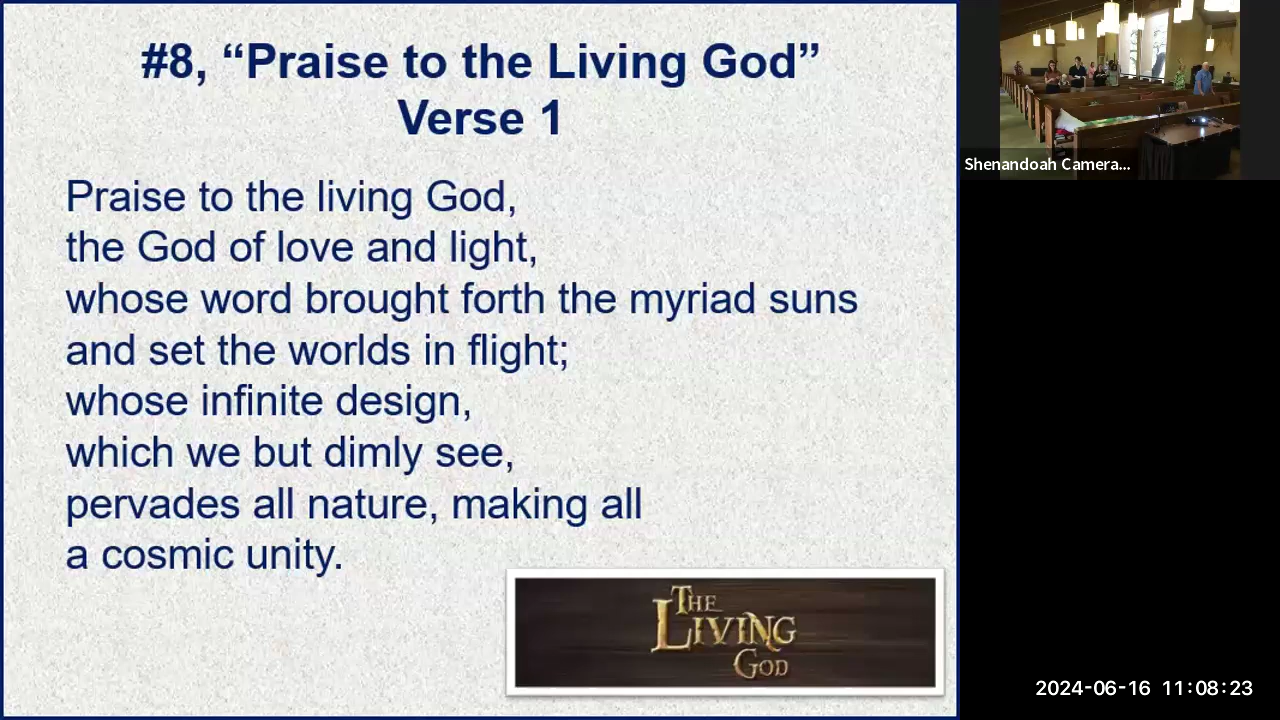 #8, “Praise to the Living God”
Verse 1
Praise to the living God,
the God of love and light,
whose word brought forth the myriad suns
and set the worlds in flight;
whose infinite design,
which we but dimly see,
pervades all nature, making all
a cosmic unity.
THE
LIVING
GOD
Shenandoah Camera...
2024-06-16 11:08:23